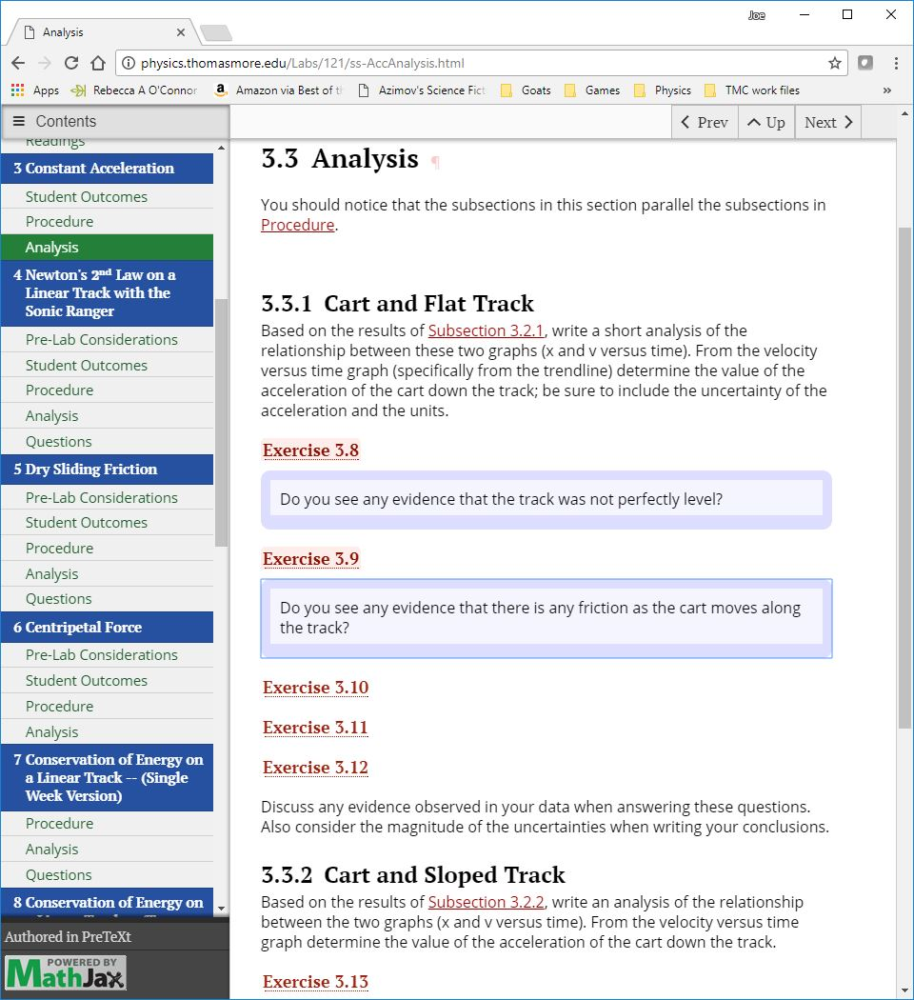 Joe
Analysis
physics.thomasmore.edu/Labs/121/ss-AccAnalysis.html
Apps Rebecca A O'Connor Amazon via Best of th Azimov's Science Fict Goats Games Physics TMC work files »
Contents
Prev Up Next
Readings
3 Constant Acceleration
Student Outcomes
Procedure
Analysis
4 Newton's 2nd Law on a
Linear Track with the
Sonic Ranger
Pre-Lab Considerations
Student Outcomes
Procedure
Analysis
Questions
5 Dry Sliding Friction
Pre-Lab Considerations
Student Outcomes
Procedure
Analysis
Questions
6 Centripetal Force
Pre-Lab Considerations
Student Outcomes
Procedure
Analysis
7 Conservation of Energy on
a Linear Track -- (Single
Week Version)
Procedure
Analysis
Questions
8 Conservation of Energy on
Authored in PreTeXt
POWERED BY
MathJax
3.3 Analysis ¶
You should notice that the subsections in this section parallel the subsections in
Procedure.
3.3.1 Cart and Flat Track
Based on the results of Subsection 3.2.1, write a short analysis of the
relationship between these two graphs (x and v versus time). From the velocity
versus time graph (specifically from the trendline) determine the value of the
acceleration of the cart down the track; be sure to include the uncertainty of the
acceleration and the units.
Exercise 3.8
Do you see any evidence that the track was not perfectly level?
Exercise 3.9
Do you see any evidence that there is any friction as the cart moves along
the track?
Exercise 3.10
Exercise 3.11
Exercise 3.12
Discuss any evidence observed in your data when answering these questions.
Also consider the magnitude of the uncertainties when writing your conclusions.
3.3.2 Cart and Sloped Track
Based on the results of Subsection 3.2.2, write an analysis of the relationship
between the two graphs (x and v versus time). From the velocity versus time
graph determine the value of the acceleration of the cart down the track.
Exercise 3.13